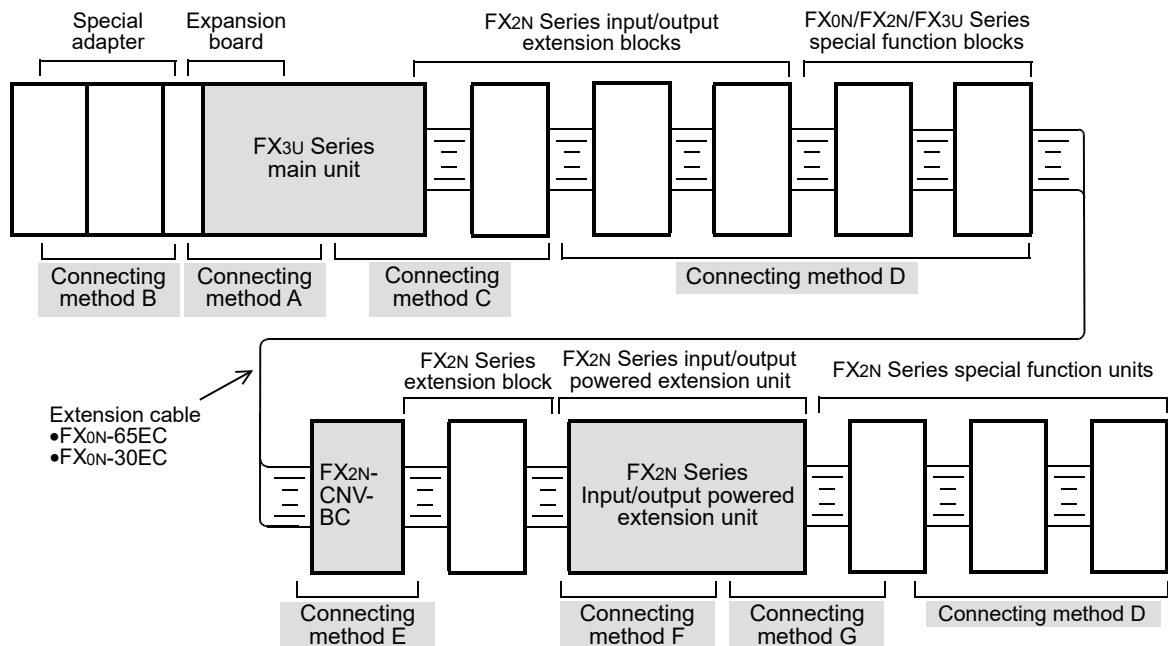 Special
adapter
Expansion
board
FX2N Series input/output
extension blocks
FX0N/FX2N/FX3U Series
special function blocks
FX3U Series
main unit
Connecting
method B
Connecting
method A
Connecting
method C
Connecting method D
Extension cable
•FX0N-65EC
•FX0N-30EC
FX2N Series
extension block
FX2N Series input/output
powered extension unit
FX2N Series special function units
FX2N-
CNV-
BC
FX2N Series
Input/output powered
extension unit
Connecting
method E
Connecting
method F
Connecting
method G
Connecting method D